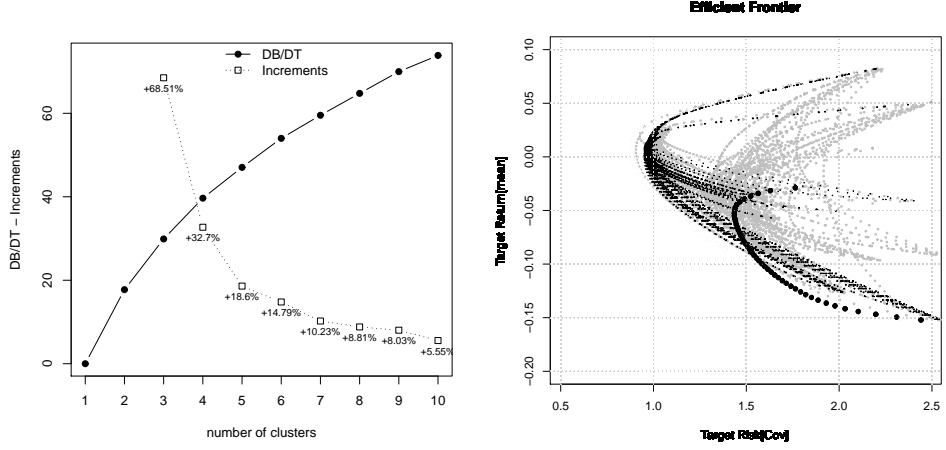 Efficient Frontier
DB/DT
Increments
+68.51%
+32.7%
+18.6%
+14.79%
+10.23%
+8.81%
+8.03%
+5.55%
DB/DT − Increments
0
20
40
60
1 2 3 4 5 6 7 8 9 10
number of clusters
Target Return[mean]
0.10
0.05
0.00
−0.05
−0.10
−0.15
−0.20
0.5 1.0 1.5 2.0 2.5
Target Risk[Cov]